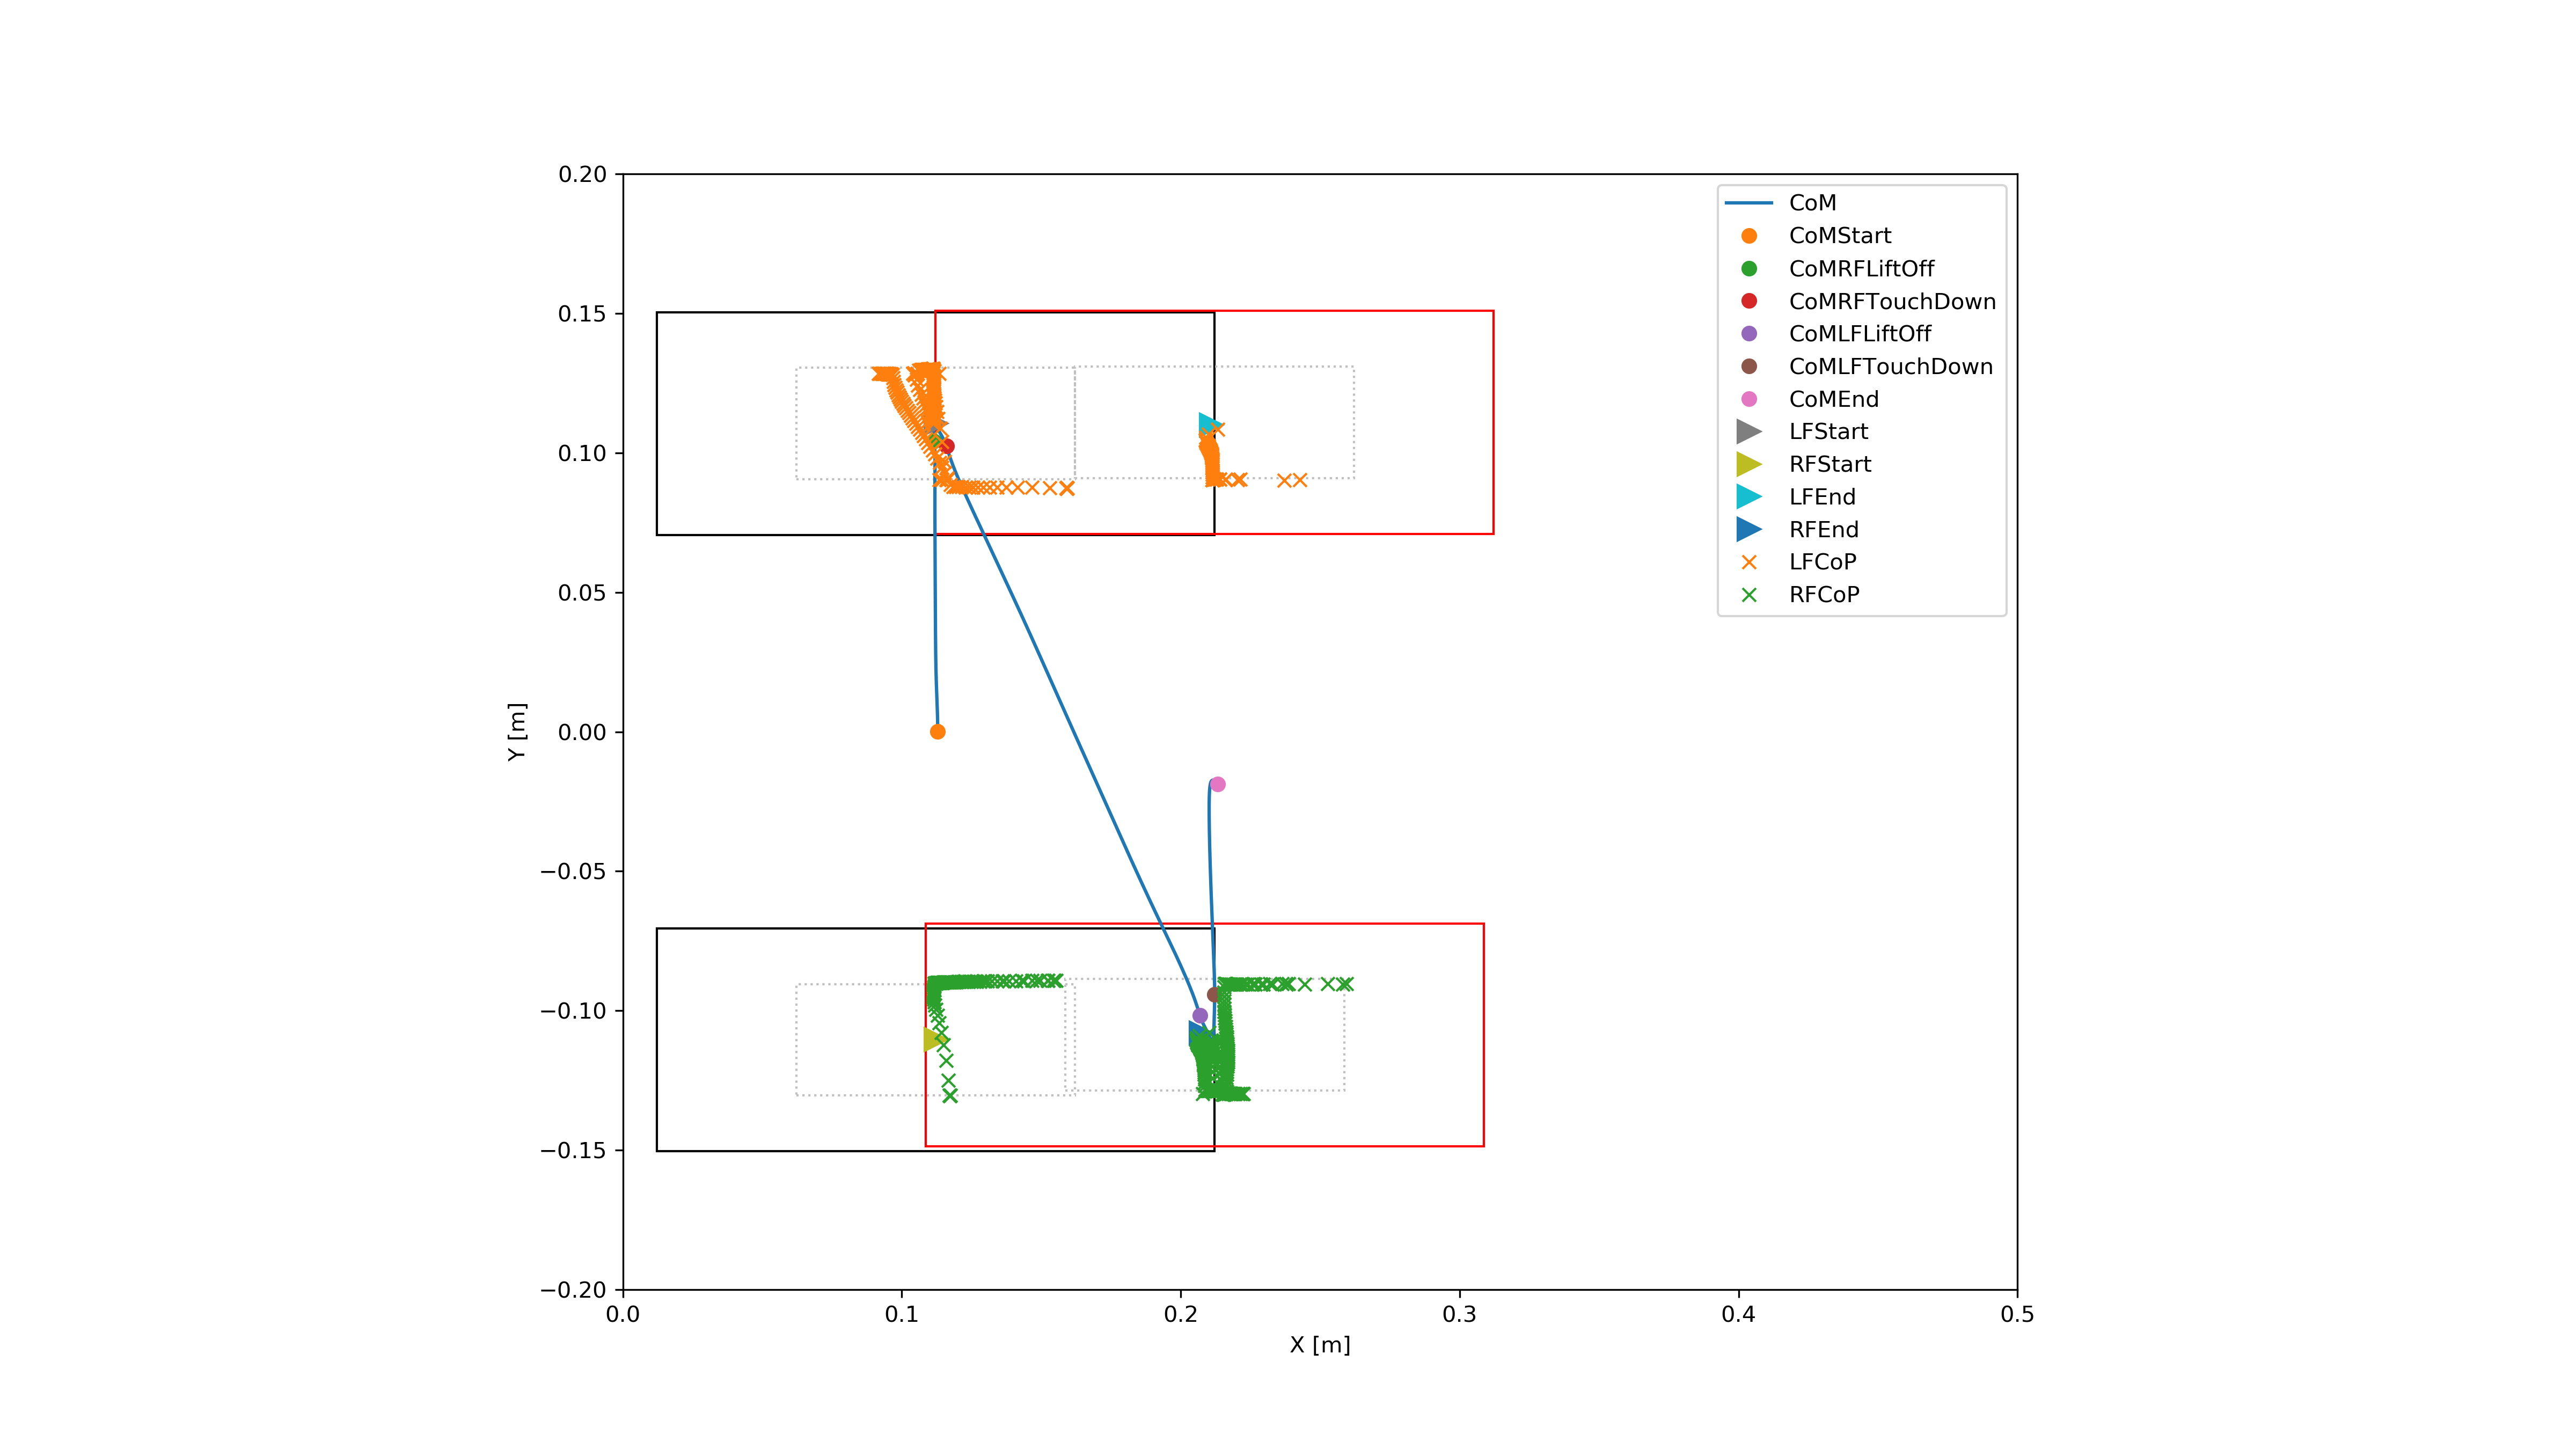 0.20
0.15
0.10
0.05
0.00
−0.05
−0.10
−0.15
−0.20
Y [m]
0.0 0.1 0.2 0.3 0.4 0.5
X [m]
CoM
CoMStart
CoMRFLiftOff
CoMRFTouchDown
CoMLFLiftOff
CoMLFTouchDown
CoMEnd
LFStart
RFStart
LFEnd
RFEnd
LFCoP
RFCoP